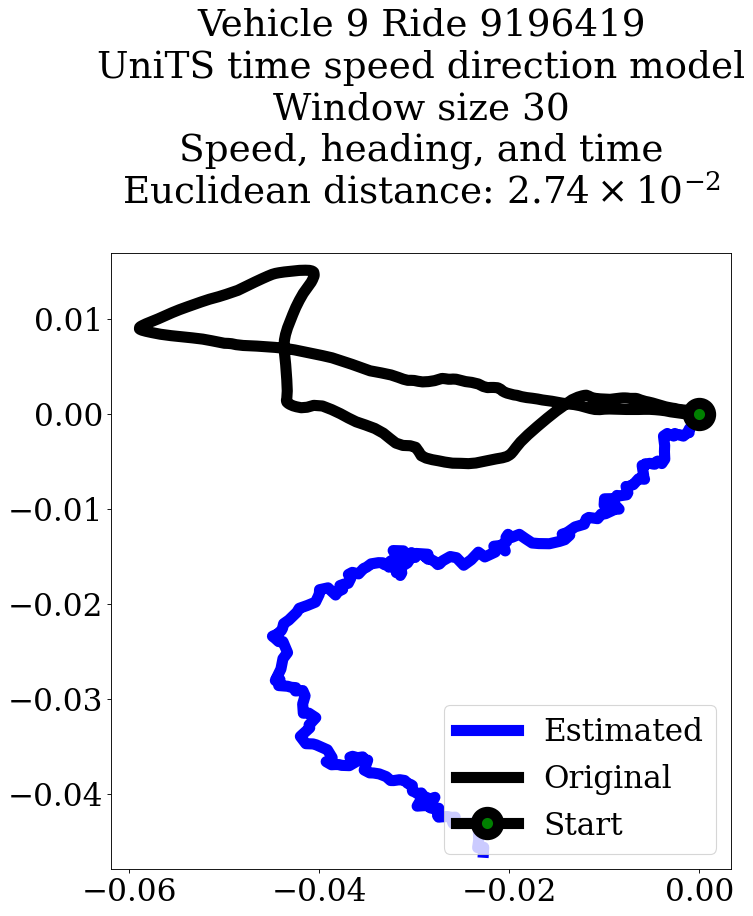 Vehicle 9 Ride 9196419
UniTS time speed direction model
Window size 30
Speed, heading, and time
Euclidean distance: 2.74 × 10⁻²
0.01
0.00
−0.01
−0.02
−0.03
−0.04
Estimated
Original
Start
−0.06 −0.04 −0.02 0.00